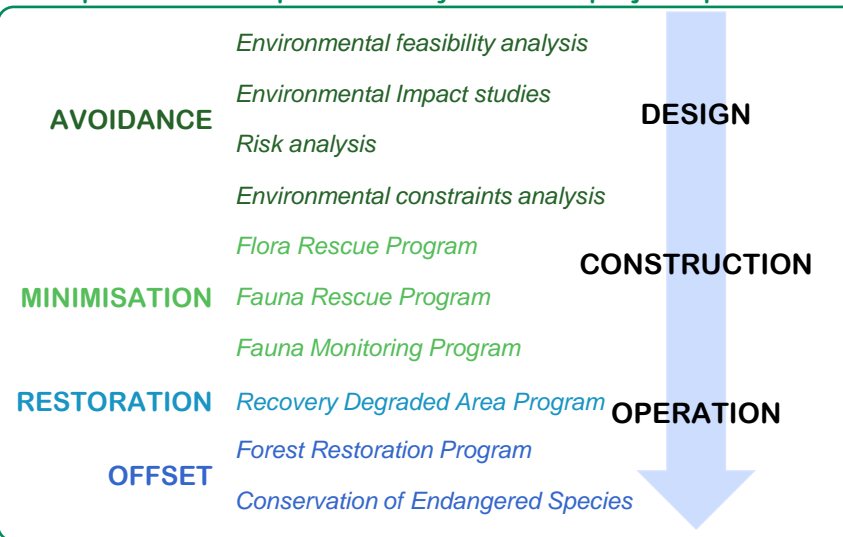 Environmental feasibility analysis
Environmental Impact studies
AVOIDANCE
DESIGN
Risk analysis
Environmental constraints analysis
Flora Rescue Program
CONSTRUCTION
MINIMISATION
Fauna Rescue Program
Fauna Monitoring Program
RESTORATION
Recovery Degraded Area Program
OPERATION
Forest Restoration Program
OFFSET
Conservation of Endangered Species